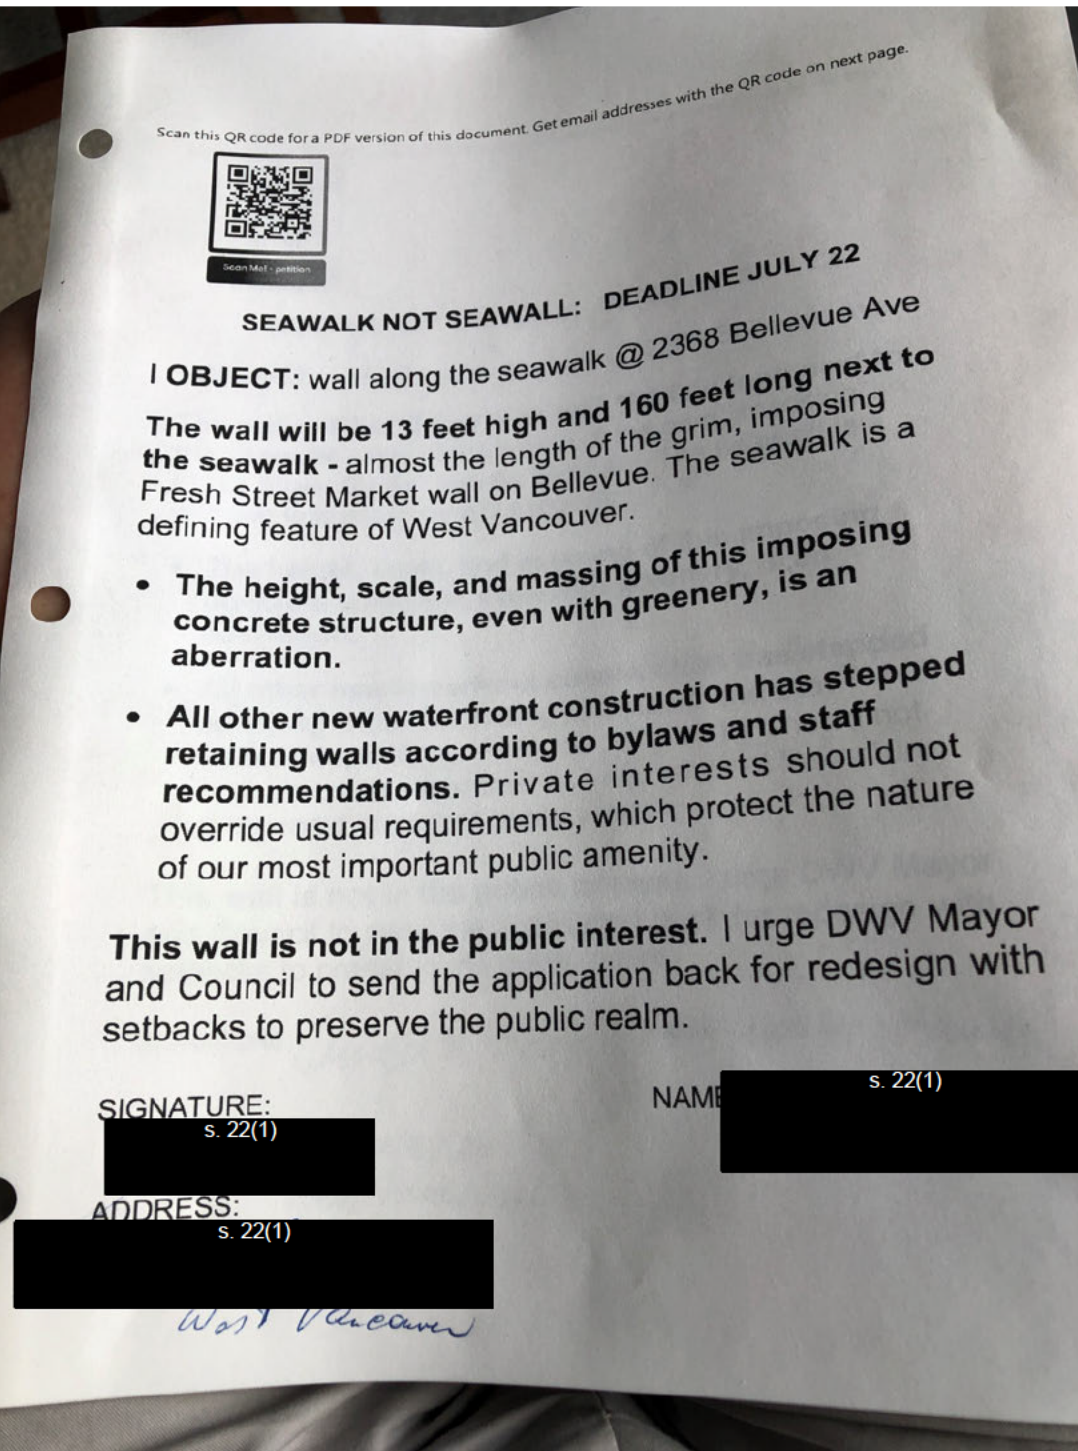 Scan this QR code for a PDF version of this document. Get email addresses with the QR code on next page.
Scan Me! - petition
SEAWALK NOT SEAWALL: DEADLINE JULY 22
I OBJECT: wall along the seawalk @ 2368 Bellevue Ave
The wall will be 13 feet high and 160 feet long next to
the seawalk - almost the length of the grim, imposing
Fresh Street Market wall on Bellevue. The seawalk is a
defining feature of West Vancouver.
• The height, scale, and massing of this imposing
concrete structure, even with greenery, is an
aberration.
• All other new waterfront construction has stepped
retaining walls according to bylaws and staff
recommendations. Private interests should not
override usual requirements, which protect the nature
of our most important public amenity.
This wall is not in the public interest. I urge DWV Mayor
and Council to send the application back for redesign with
setbacks to preserve the public realm.
SIGNATURE: NAME
s. 22(1) s. 22(1)
ADDRESS:
s. 22(1)
West Vancouver